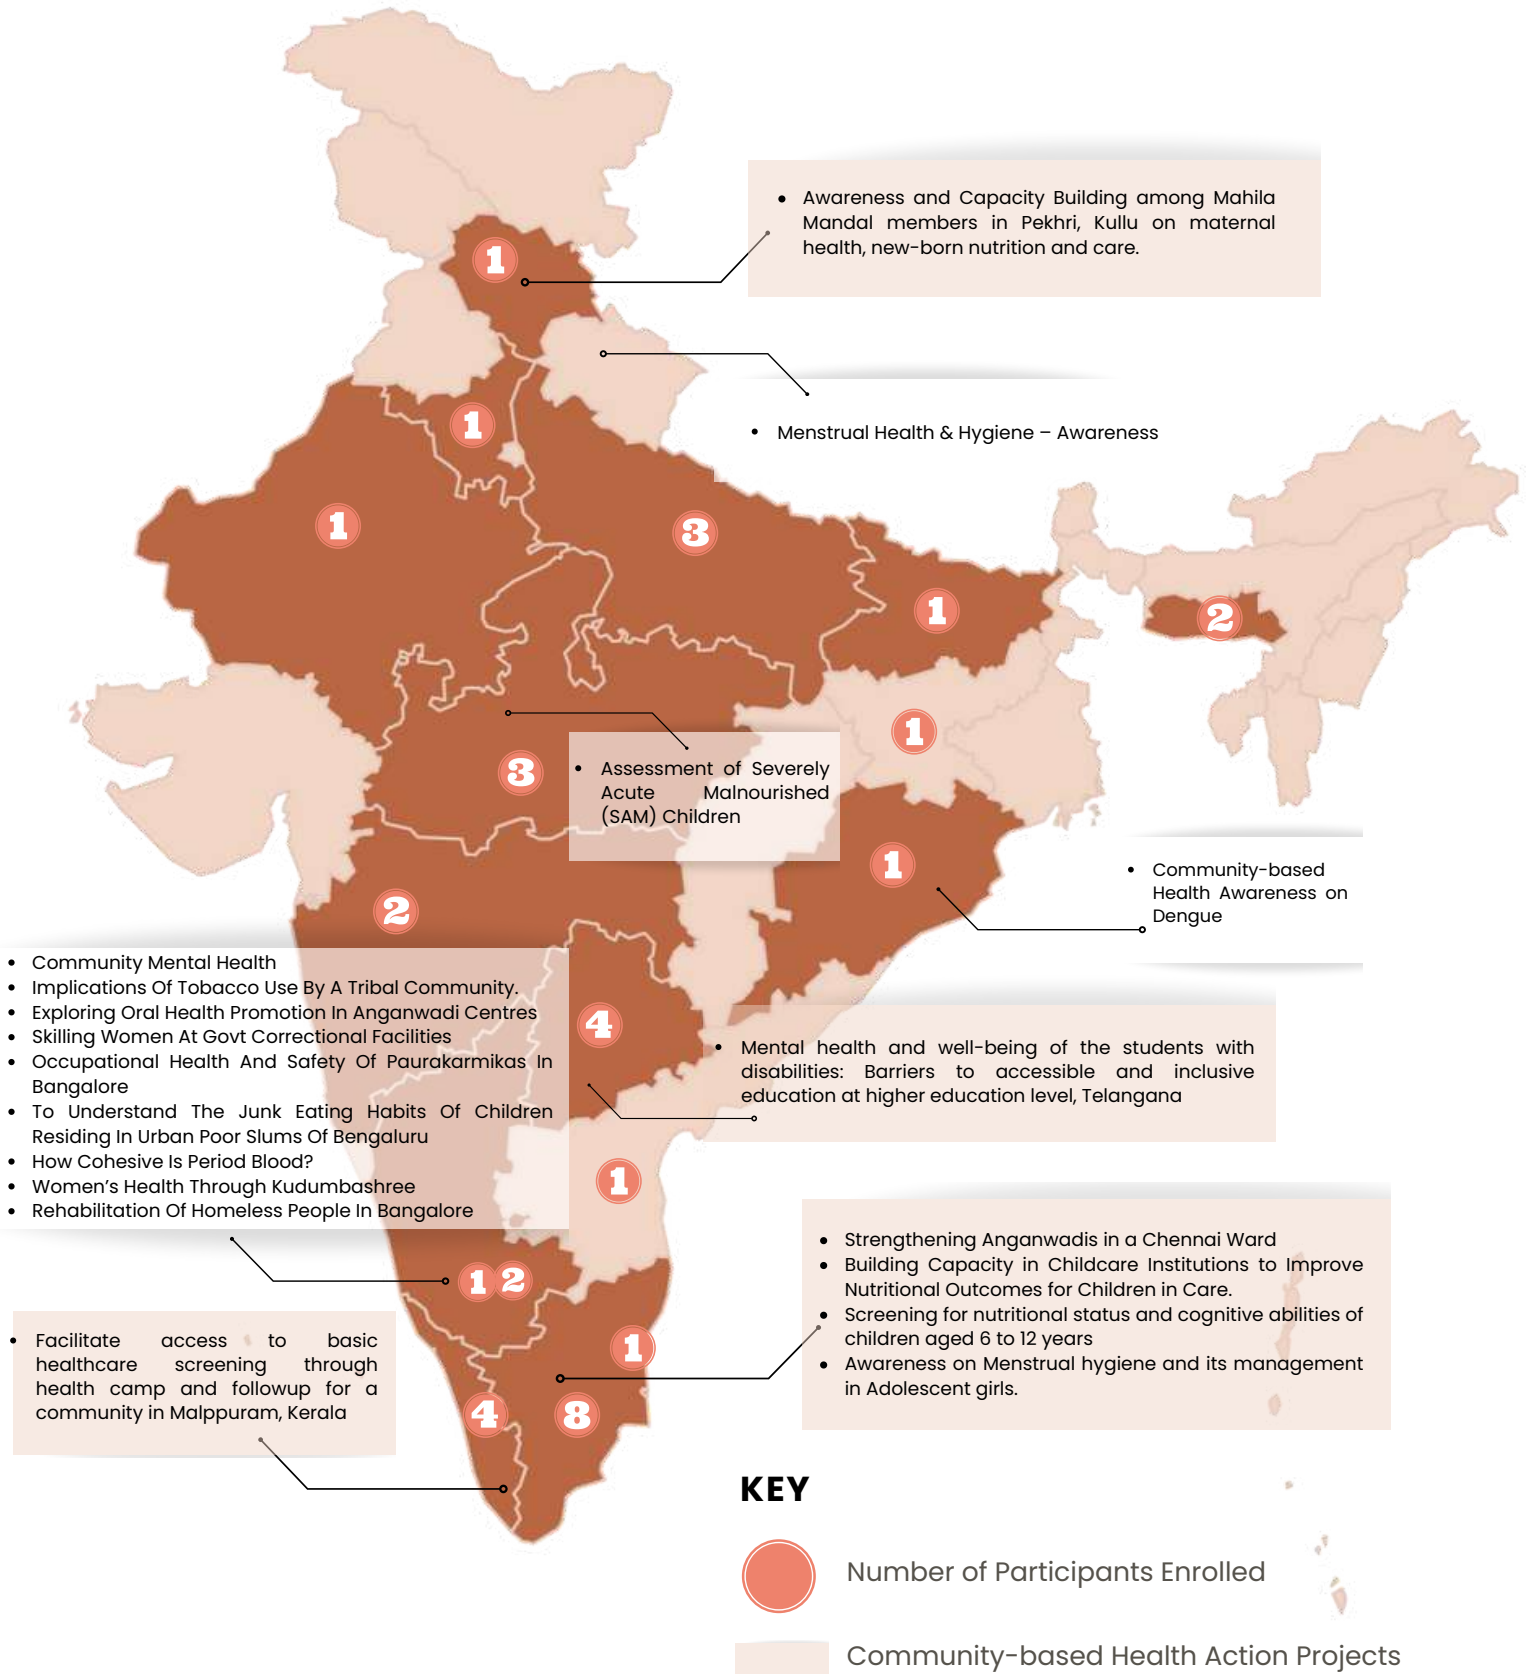 • Awareness and Capacity Building among Mahila
Mandal members in Pekhri, Kullu on maternal
health, new-born nutrition and care.
1
• Menstrual Health & Hygiene – Awareness
1
1
3
1
2
1
3
• Assessment of Severely
Acute Malnourished
(SAM) Children
1
• Community-based
Health Awareness on
Dengue
2
• Community Mental Health
• Implications Of Tobacco Use By A Tribal Community.
• Exploring Oral Health Promotion In Anganwadi Centres
• Skilling Women At Govt Correctional Facilities
• Occupational Health And Safety Of Paurakarmikas In
Bangalore
• To Understand The Junk Eating Habits Of Children
Residing In Urban Poor Slums Of Bengaluru
• How Cohesive Is Period Blood?
• Women's Health Through Kudumbashree
• Rehabilitation Of Homeless People In Bangalore
4
• Mental health and well-being of the students with
disabilities: Barriers to accessible and inclusive
education at higher education level, Telangana
1
• Strengthening Anganwadis in a Chennai Ward
• Building Capacity in Childcare Institutions to Improve
Nutritional Outcomes for Children in Care.
• Screening for nutritional status and cognitive abilities of
children aged 6 to 12 years
• Awareness on Menstrual hygiene and its management
in Adolescent girls.
1 2
• Facilitate access to basic
healthcare screening through
health camp and followup for a
community in Malppuram, Kerala
1
4
8
KEY
Number of Participants Enrolled
Community-based Health Action Projects